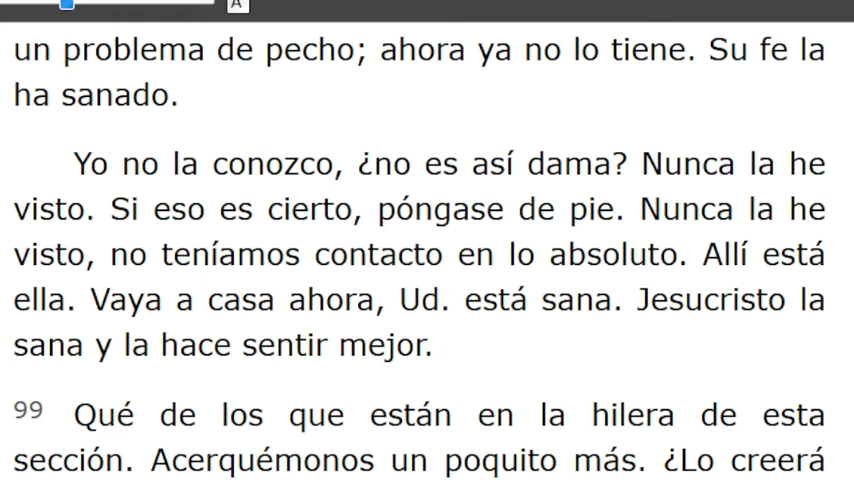 A
un problema de pecho; ahora ya no lo tiene. Su fe la
ha sanado.
Yo no la conozco, ¿no es así dama? Nunca la he
visto. Si eso es cierto, póngase de pie. Nunca la he
visto, no teníamos contacto en lo absoluto. Allí está
ella. Vaya a casa ahora, Ud. está sana. Jesucristo la
sana y la hace sentir mejor.
99 Qué de los que están en la hilera de esta
sección. Acerquémonos un poquito más. ¿Lo creerá